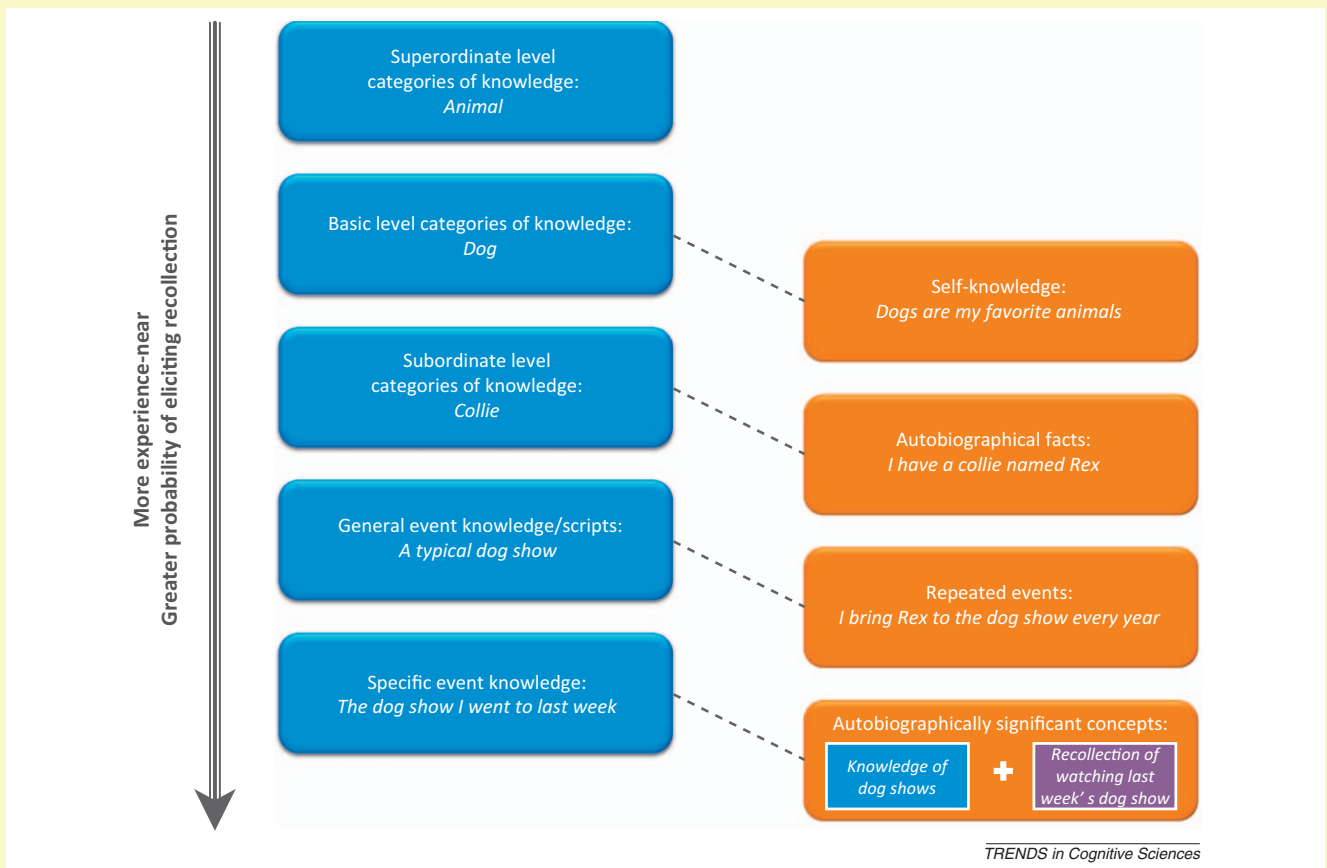 More experience-near
Greater probability of eliciting recollection
Superordinate level
categories of knowledge:
Animal
Basic level categories of knowledge:
Dog
Self-knowledge:
Dogs are my favorite animals
Subordinate level
categories of knowledge:
Collie
Autobiographical facts:
I have a collie named Rex
General event knowledge/scripts:
A typical dog show
Repeated events:
I bring Rex to the dog show every year
Specific event knowledge:
The dog show I went to last week
Autobiographically significant concepts:
Knowledge of
dog shows
+
Recollection of
watching last
week' s dog show
TRENDS in Cognitive Sciences